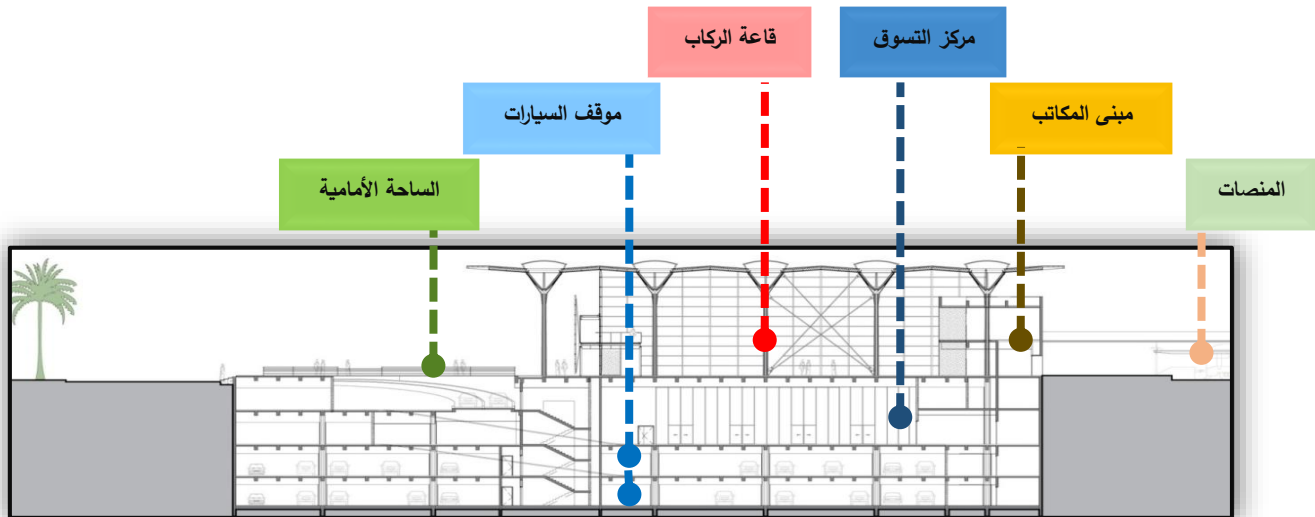 قاعة الركاب
مركز التسوق
موقف السيارات
مبنى المكاتب
الساحة الأمامية
المنصات